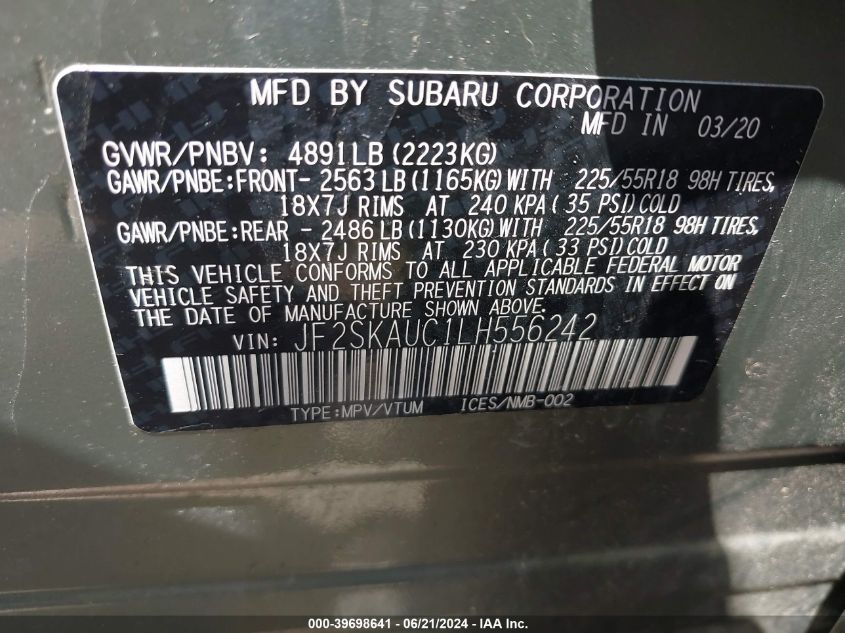 MFD BY SUBARU CORPORATION
MFD IN 03/20
GVWR/PNBV: 4891LB (2223KG)
GAWR/PNBE:FRONT- 2563 LB (1165KG) WITH 225/55R18 98H TIRES,
18X7J RIMS AT 240 KPA ( 35 PSI) COLD
GAWR/PNBE:REAR - 2486 LB (1130KG) WITH 225/55R18 98H TIRES,
18X7J RIMS AT 230 KPA ( 33 PSI) COLD
THIS VEHICLE CONFORMS TO ALL APPLICABLE FEDERAL MOTOR
VEHICLE SAFETY AND THEFT PREVENTION STANDARDS IN EFFECT ON
THE DATE OF MANUFACTURE SHOWN ABOVE.
VIN: JF2SKAUC1LH556242
TYPE:MPV/VTUM ICES/NMB-002
000-39698641 - 06/21/2024 - IAA Inc.